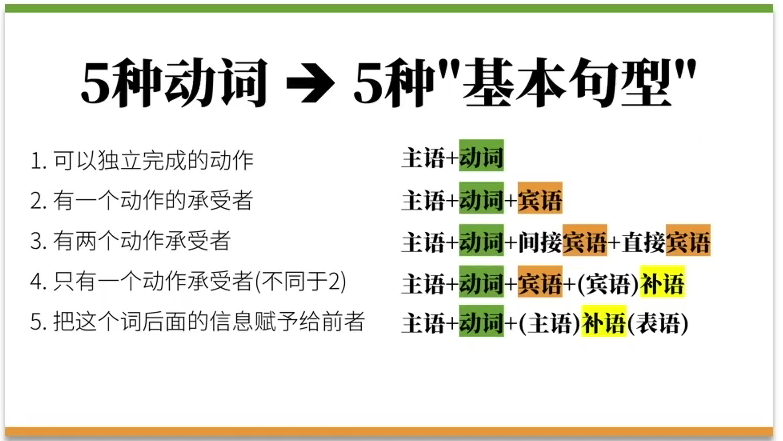 5种动词 → 5种"基本句型"
1. 可以独立完成的动作 主语+动词
2. 有一个动作的承受者 主语+动词+宾语
3. 有两个动作承受者 主语+动词+间接宾语+直接宾语
4. 只有一个动作承受者(不同于2) 主语+动词+宾语+(宾语)补语
5. 把这个词后面的信息赋予给前者 主语+动词+(主语)补语(表语)